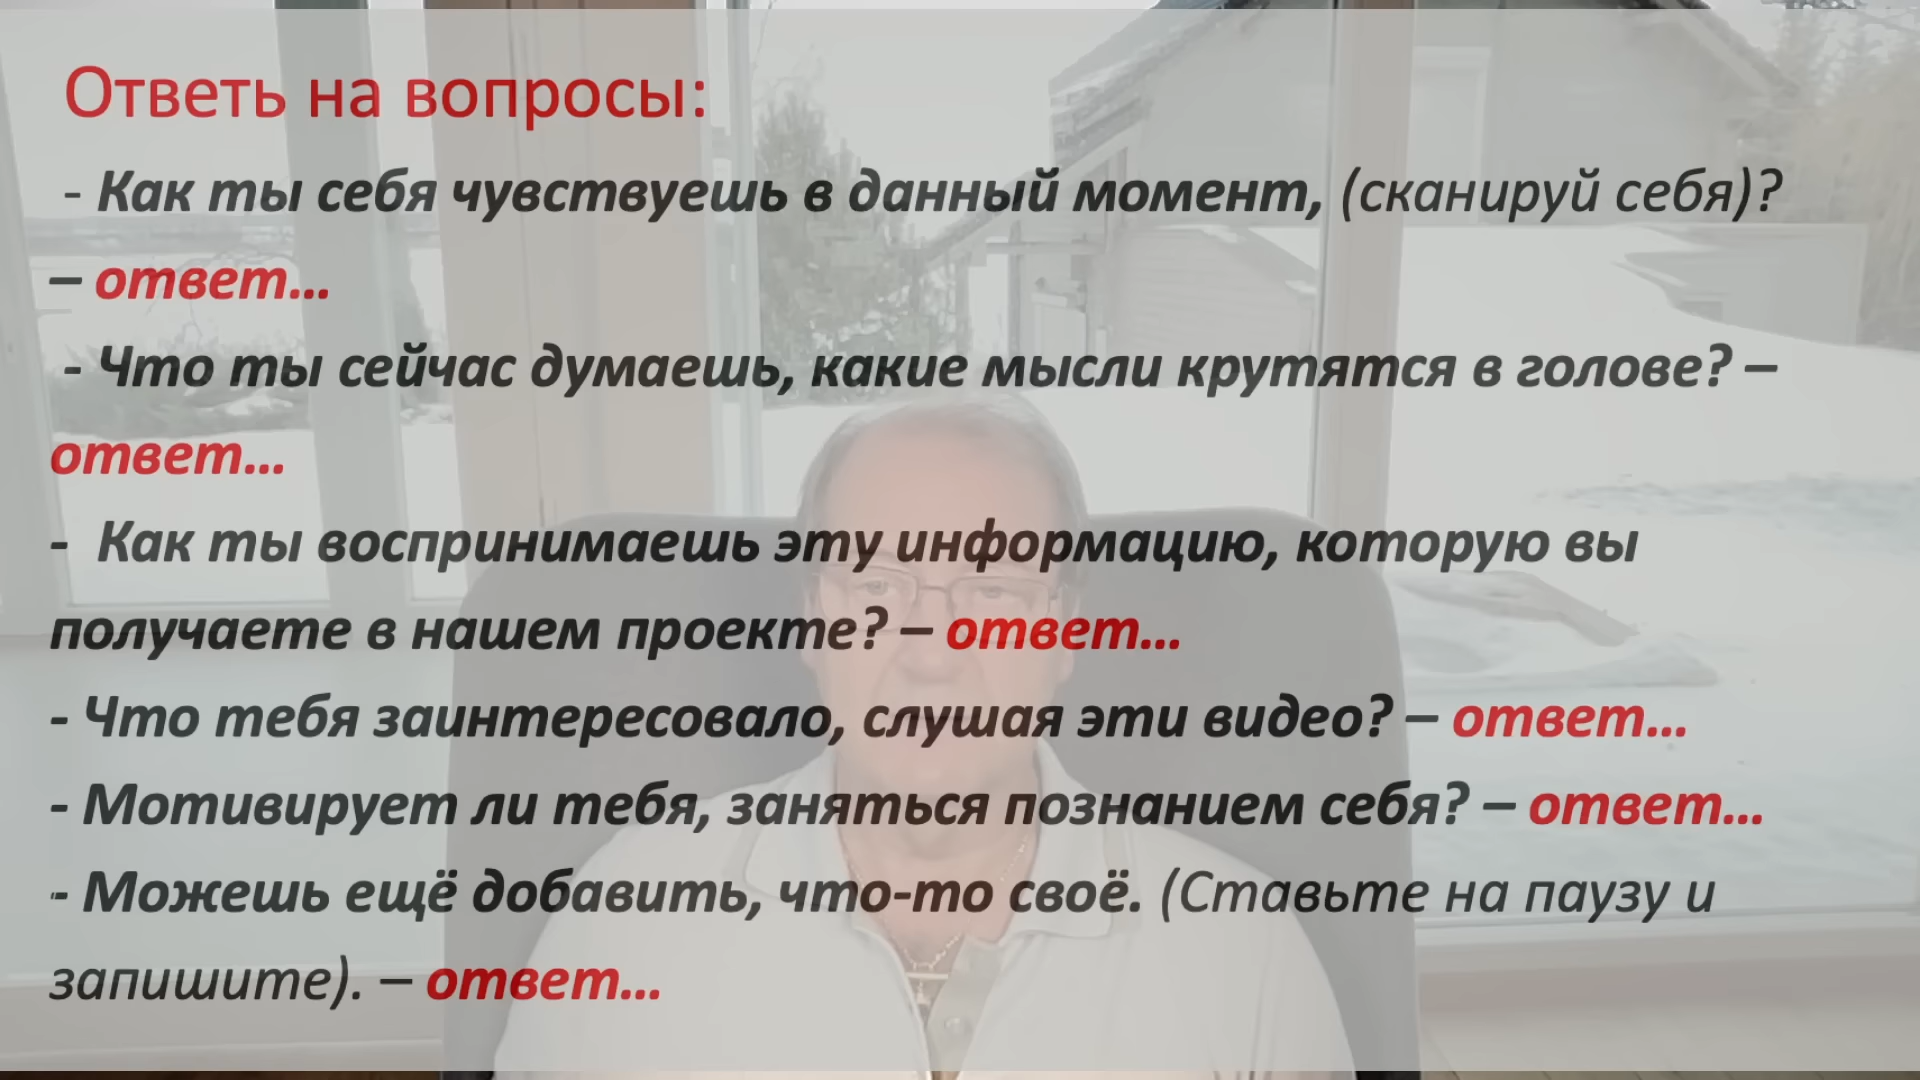 Ответь на вопросы:
- Как ты себя чувствуешь в данный момент, (сканируй себя)?
– ответ...
- Что ты сейчас думаешь, какие мысли крутятся в голове? –
ответ...
- Как ты воспринимаешь эту информацию, которую вы
получаете в нашем проекте? – ответ...
- Что тебя заинтересовало, слушая эти видео? – ответ...
- Мотивирует ли тебя, заняться познанием себя? – ответ...
- Можешь ещё добавить, что-то своё. (Ставьте на паузу и
запишите). – ответ...